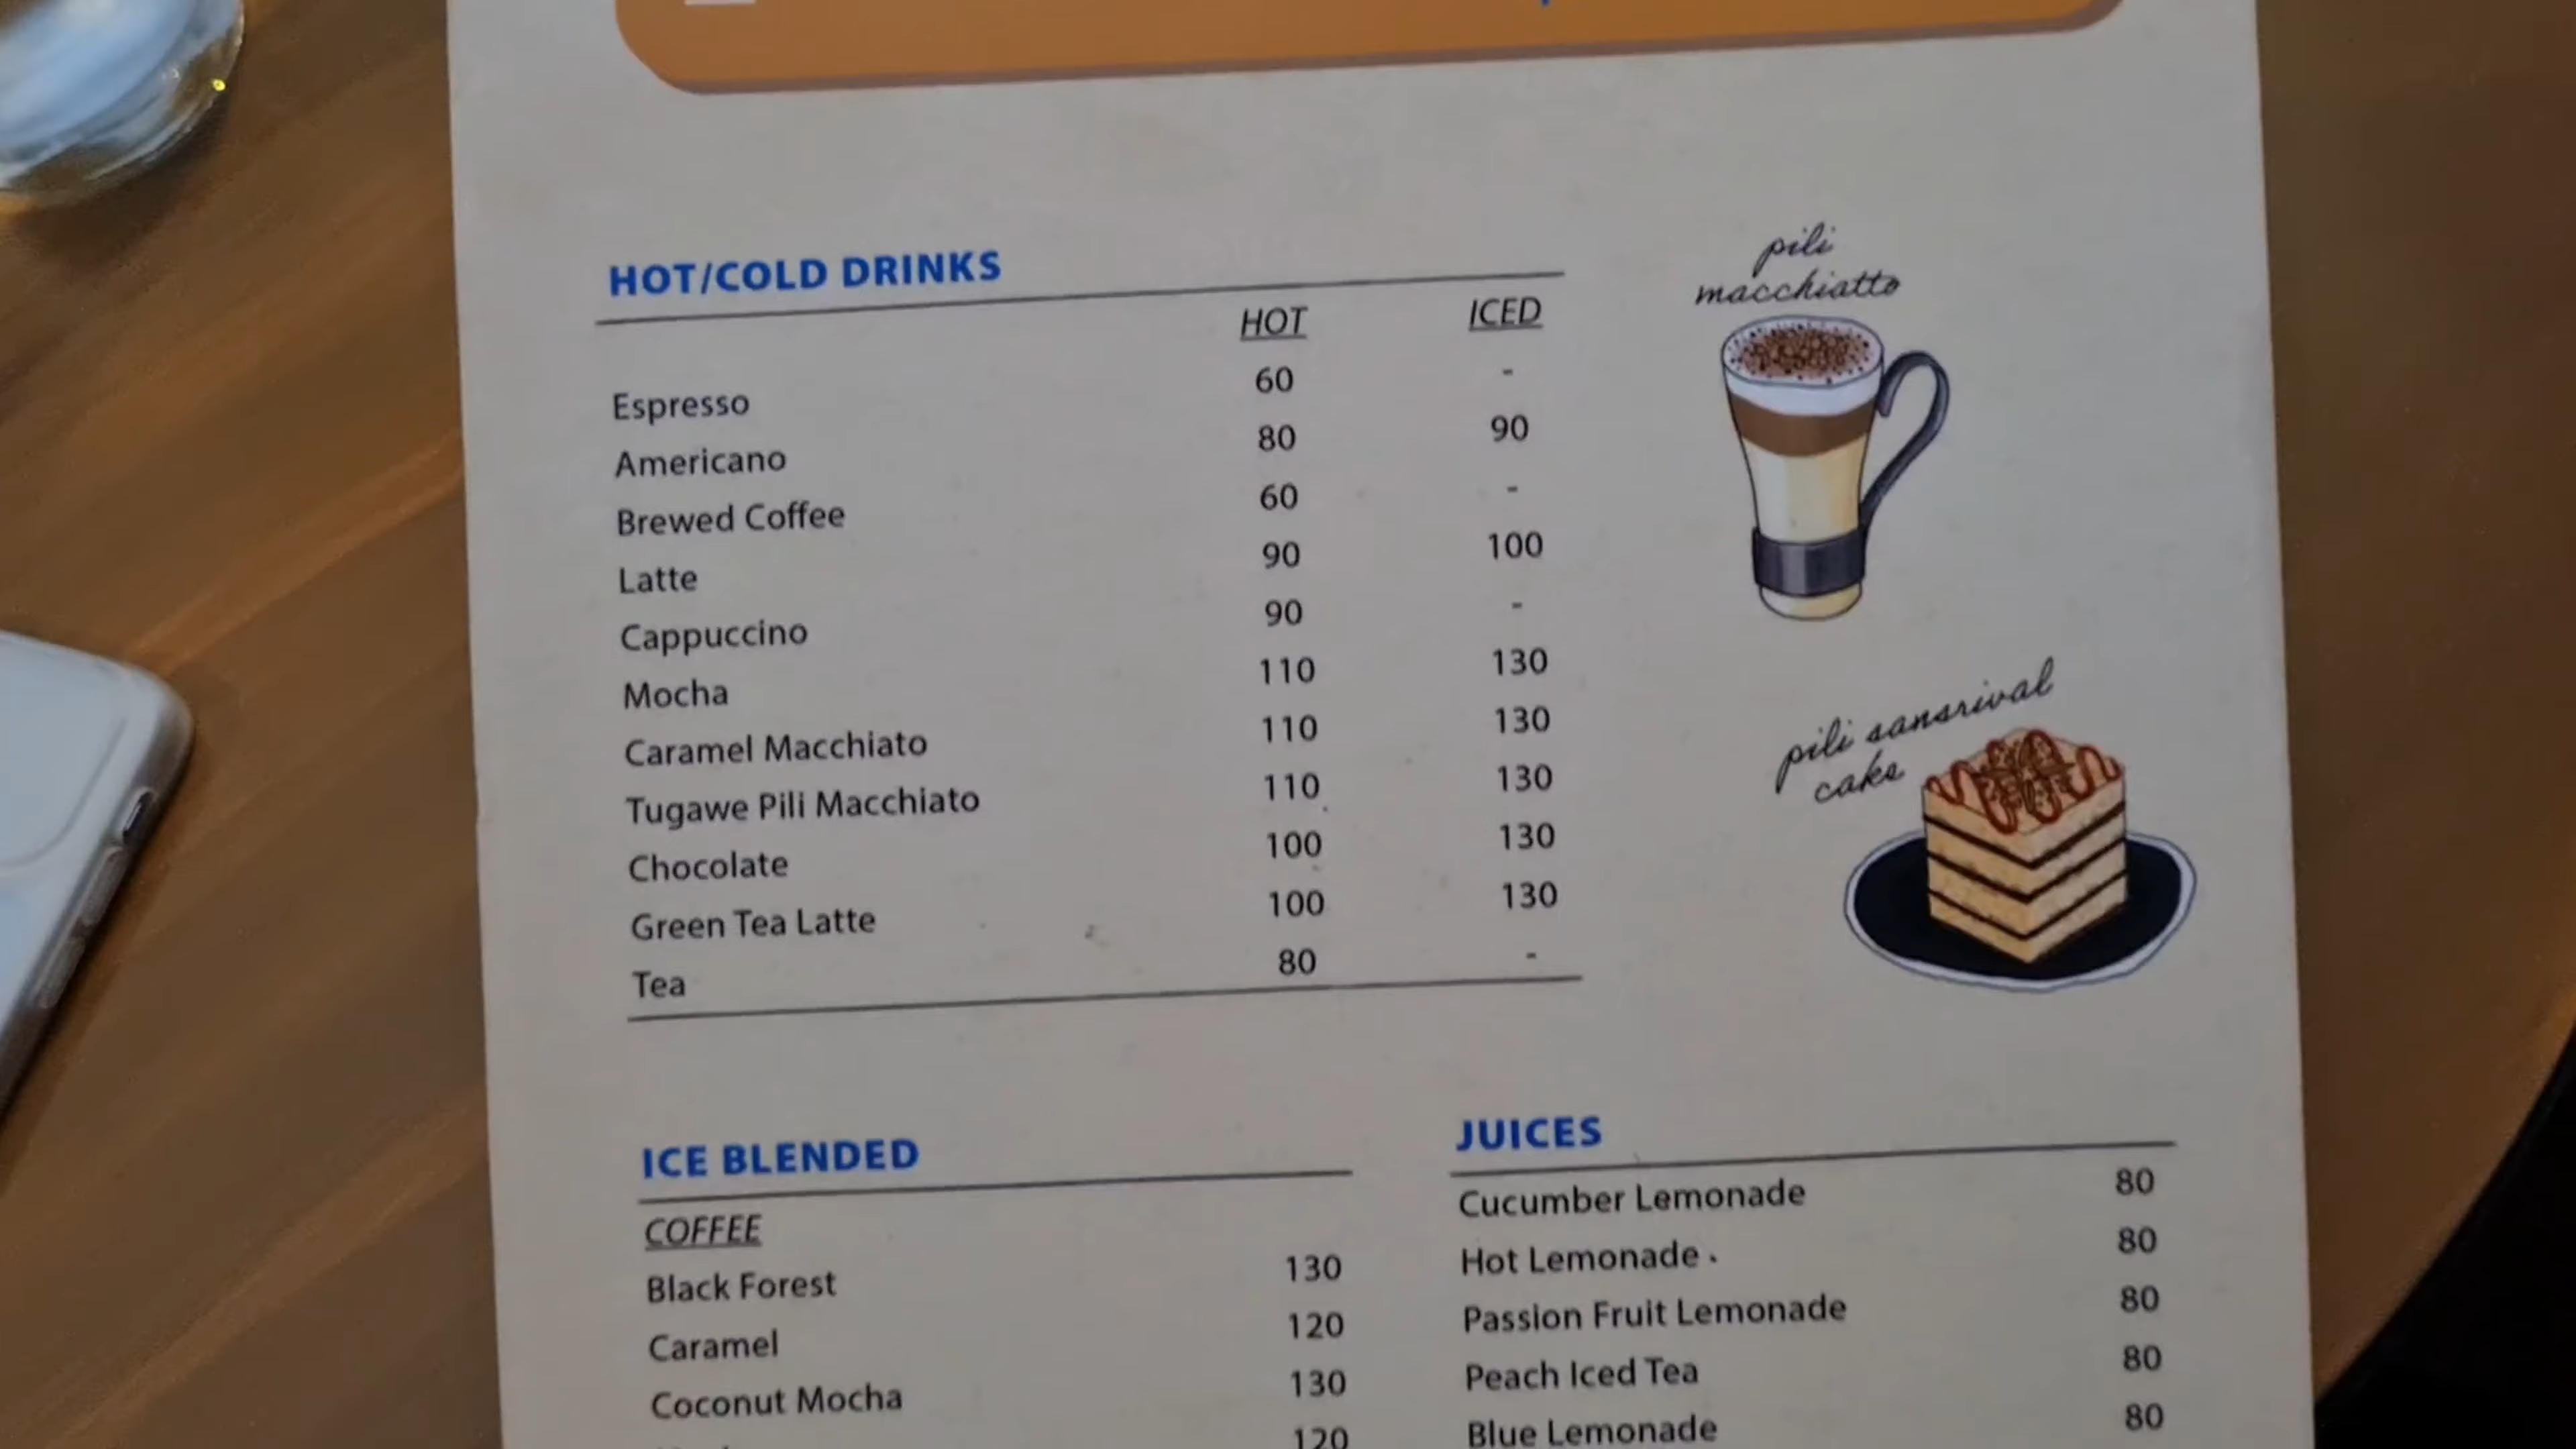 HOT/COLD DRINKS
HOT ICED
Espresso 60 -
Americano 80 90
Brewed Coffee 60 -
Latte 90 100
Cappuccino 90 -
Mocha 110 130
Caramel Macchiato 110 130
Tugawe Pili Macchiato 110 130
Chocolate 100 130
Green Tea Latte 100 130
Tea 80 -
pili
macchiatto
pili sansrival
cake
ICE BLENDED
COFFEE
Black Forest 130
Caramel 120
Coconut Mocha 130
120
JUICES
Cucumber Lemonade 80
Hot Lemonade 80
Passion Fruit Lemonade 80
Peach Iced Tea 80
Blue Lemonade 80